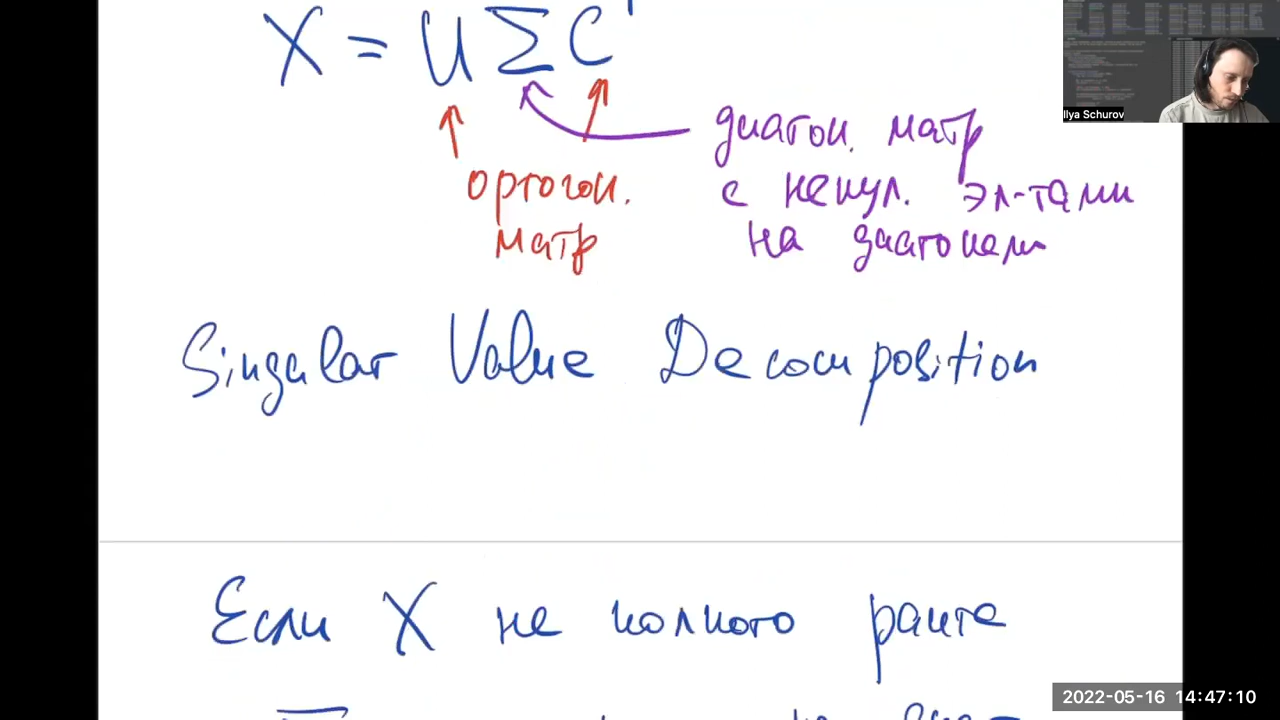 X = U Σ C
Ilya Schurov
диагон. матр
ортогон.
с ненул. эл-тами
матр
на диагонали
Singular Value Decomposition
Если X не полного ранга
2022-05-16 14:47:10